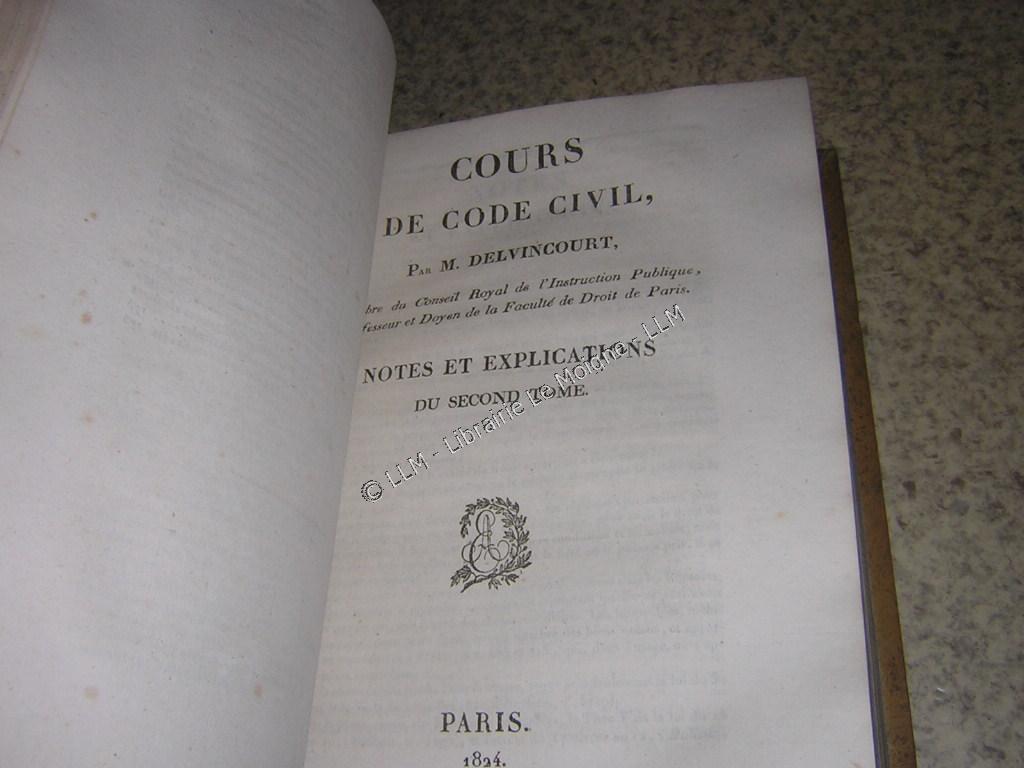 COURS
DE CODE CIVIL,
PAR M. DELVINCOURT,
bre du Conseil Royal de l'Instruction Publique,
fesseur et Doyen de la Faculté de Droit de Paris.
NOTES ET EXPLICATIONS
DU SECOND TOME.
© LLM - Librairie Le Moigne - LLM
PARIS.
1824.